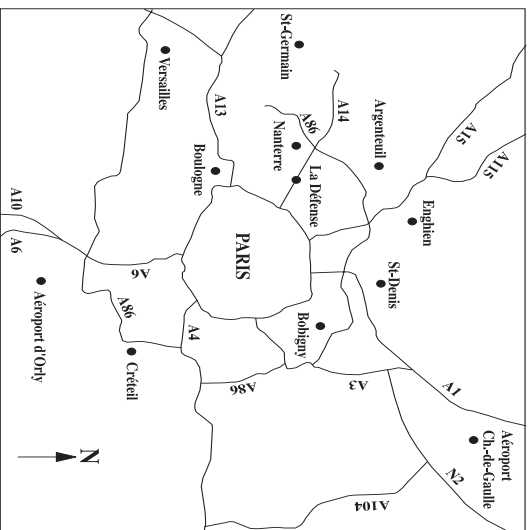 Aéroport
Ch.-de-Gaulle
A115
A15
N2
A1
Enghien
St-Denis
Argenteuil
A104
A3
A14
La Défense
A86
Bobigny
St-Germain
Nanterre
PARIS
A86
A13
Boulogne
A4
Versailles
A6
Créteil
A86
N
Aéroport d'Orly
A10
A6